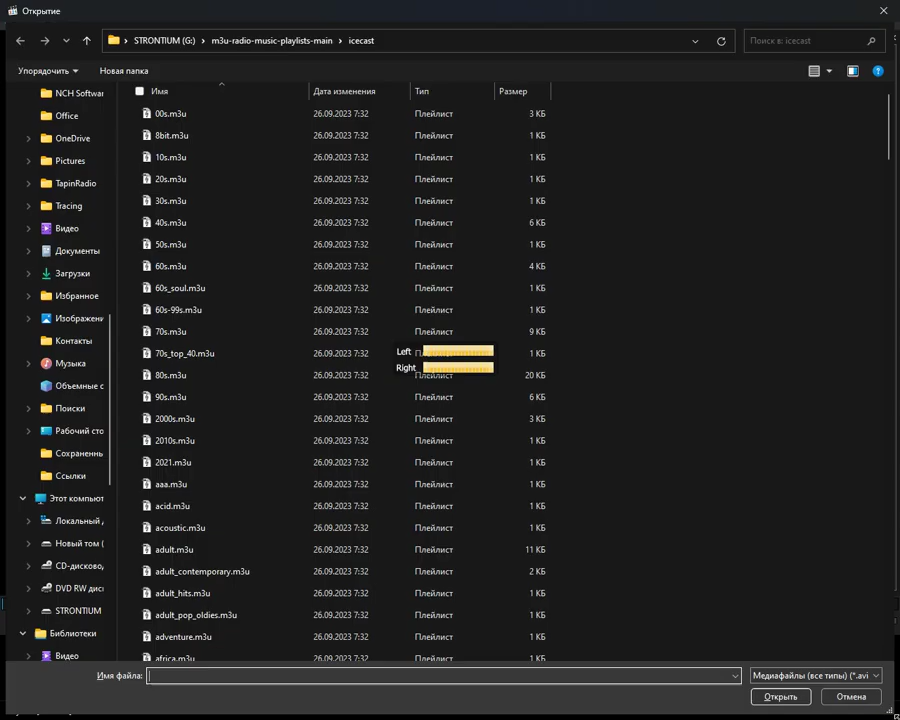 Открытие
STRONTIUM (G:) › m3u-radio-music-playlists-main › icecast
Поиск в: icecast
Упорядочить
Новая папка
Имя Дата изменения Тип Размер
NCH Softwar
Office
OneDrive
Pictures
TapinRadio
Tracing
Видео
Документы
Загрузки
Избранное
Изображени
Контакты
Музыка
Объемные о
Поиски
Рабочий сто
Сохраненны
Ссылки
Этот компьют
Локальный д
Новый том (
CD-дисково
DVD RW дис
STRONTIUM
Библиотеки
Видео
00s.m3u 26.09.2023 7:32 Плейлист 3 КБ
8bit.m3u 26.09.2023 7:32 Плейлист 1 КБ
10s.m3u 26.09.2023 7:32 Плейлист 1 КБ
20s.m3u 26.09.2023 7:32 Плейлист 1 КБ
30s.m3u 26.09.2023 7:32 Плейлист 1 КБ
40s.m3u 26.09.2023 7:32 Плейлист 6 КБ
50s.m3u 26.09.2023 7:32 Плейлист 1 КБ
60s.m3u 26.09.2023 7:32 Плейлист 4 КБ
60s_soul.m3u 26.09.2023 7:32 Плейлист 1 КБ
60s-99s.m3u 26.09.2023 7:32 Плейлист 1 КБ
70s.m3u 26.09.2023 7:32 Плейлист 9 КБ
Left
70s_top_40.m3u 26.09.2023 7:32 1 КБ
Right
80s.m3u 26.09.2023 7:32 Плейлист 20 КБ
90s.m3u 26.09.2023 7:32 Плейлист 6 КБ
2000s.m3u 26.09.2023 7:32 Плейлист 3 КБ
2010s.m3u 26.09.2023 7:32 Плейлист 1 КБ
2021.m3u 26.09.2023 7:32 Плейлист 1 КБ
aaa.m3u 26.09.2023 7:32 Плейлист 1 КБ
acid.m3u 26.09.2023 7:32 Плейлист 1 КБ
acoustic.m3u 26.09.2023 7:32 Плейлист 1 КБ
adult.m3u 26.09.2023 7:32 Плейлист 11 КБ
adult_contemporary.m3u 26.09.2023 7:32 Плейлист 2 КБ
adult_hits.m3u 26.09.2023 7:32 Плейлист 1 КБ
adult_pop_oldies.m3u 26.09.2023 7:32 Плейлист 1 КБ
adventure.m3u 26.09.2023 7:32 Плейлист 1 КБ
africa.m3u 26.09.2023 7:32 Плейлист 1 КБ
Имя файла:
Медиафайлы (все типы) (*.avi
Открыть
Отмена